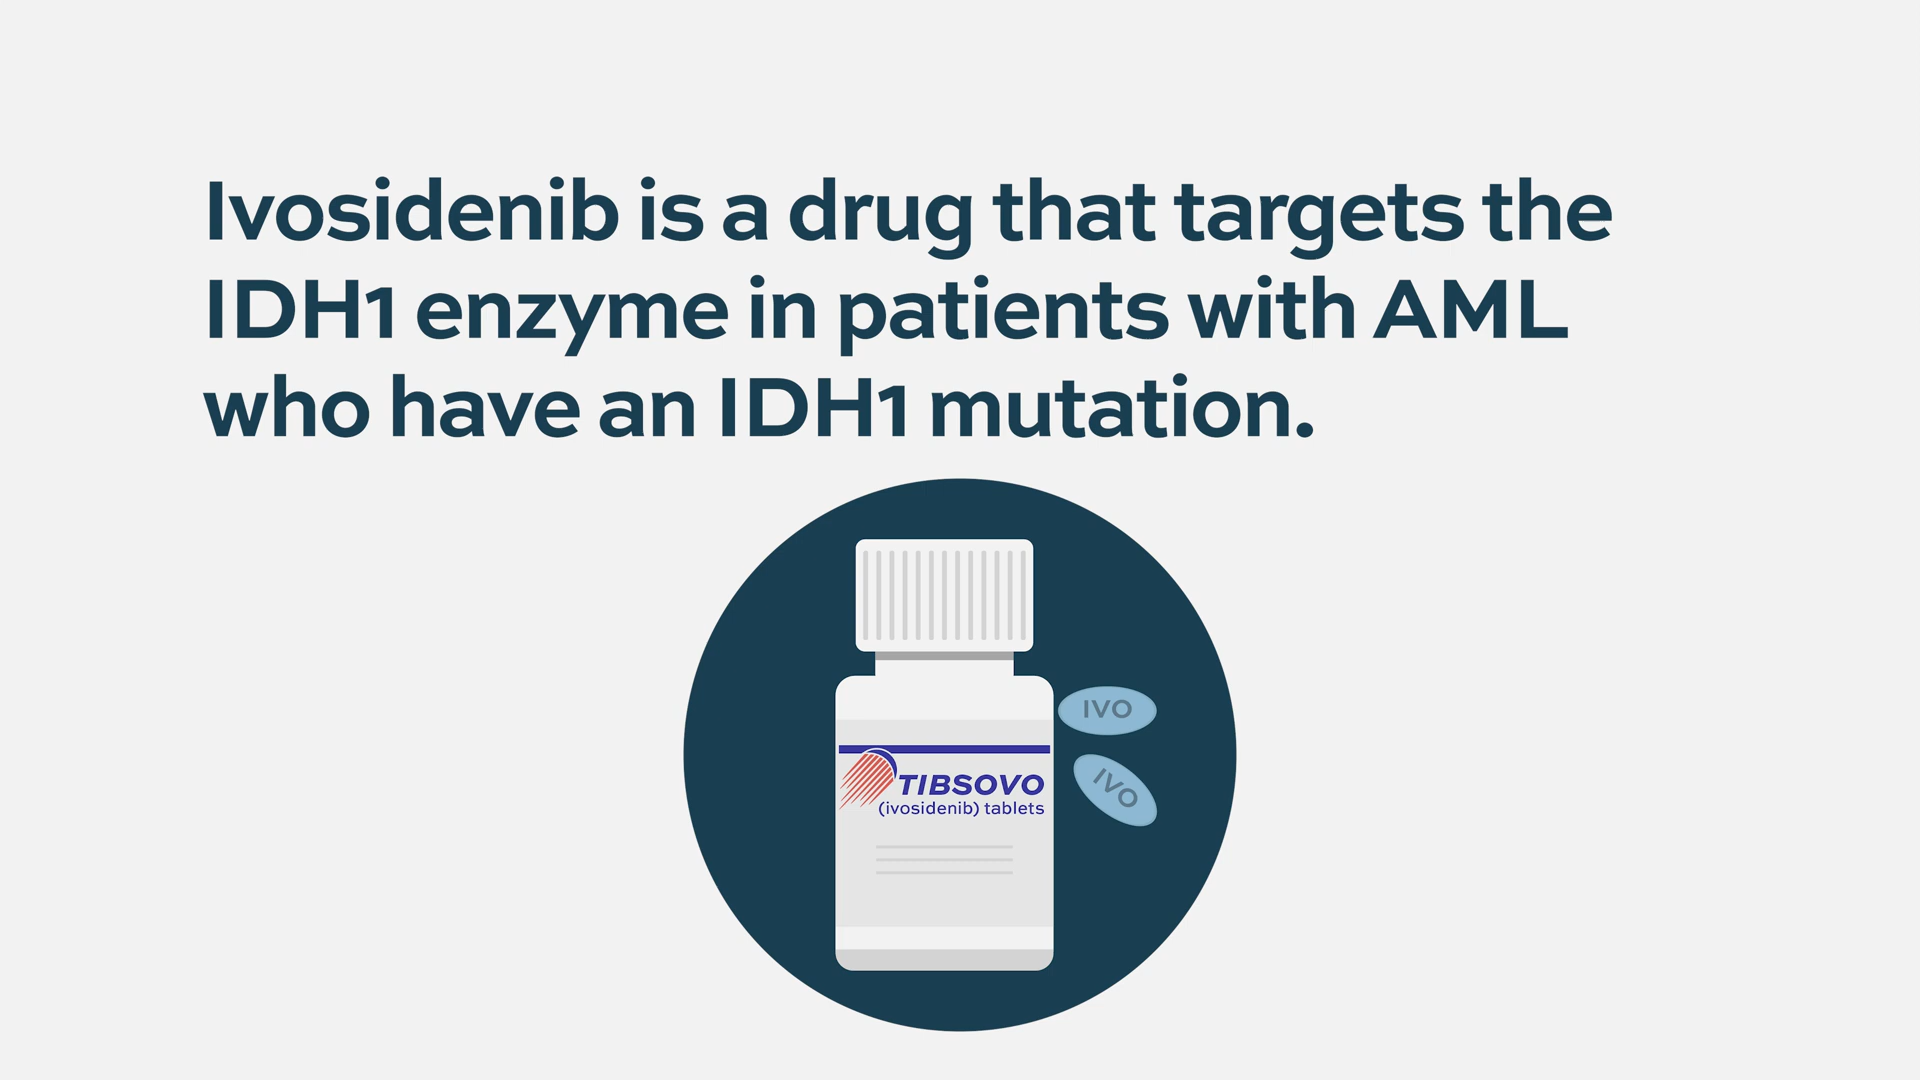 Ivosidenib is a drug that targets the
IDH1 enzyme in patients with AML
who have an IDH1 mutation.
TIBSOVO
(ivosidenib) tablets
IVO
IVO